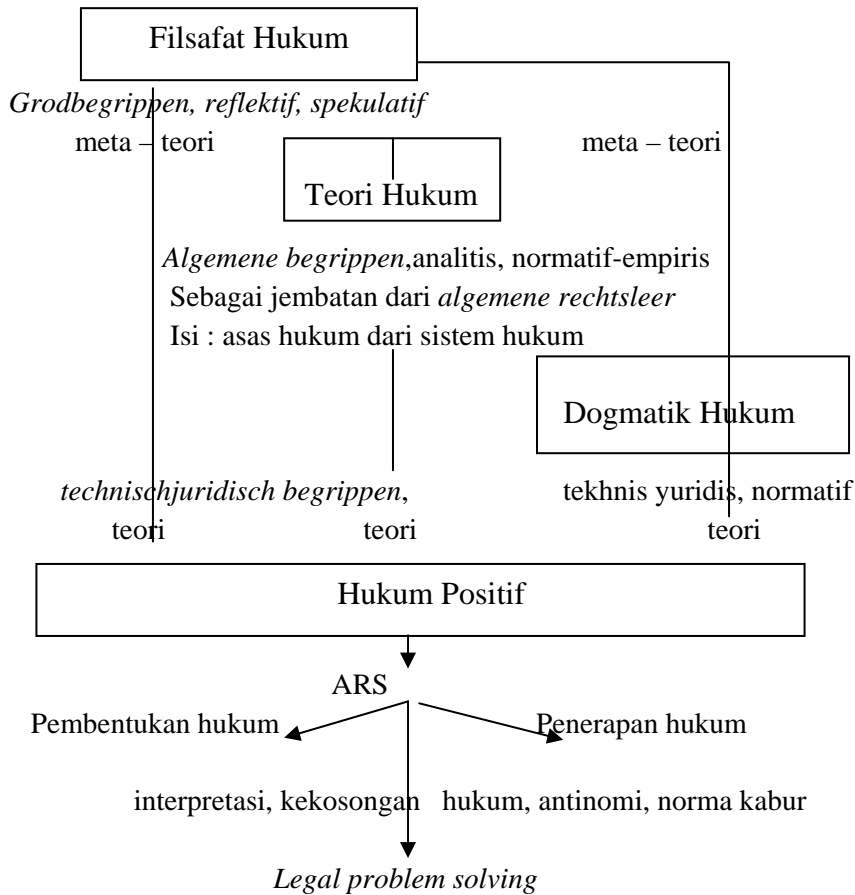 Filsafat Hukum
Grodbegrippen, reflektif, spekulatif
meta – teori
meta – teori
Teori Hukum
Algemene begrippen,analitis, normatif-empiris
Sebagai jembatan dari algemene rechtsleer
Isi : asas hukum dari sistem hukum
Dogmatik Hukum
technischjuridisch begrippen,
tekhnis yuridis, normatif
teori
teori
teori
Hukum Positif
ARS
Pembentukan hukum
Penerapan hukum
interpretasi, kekosongan hukum, antinomi, norma kabur
Legal problem solving